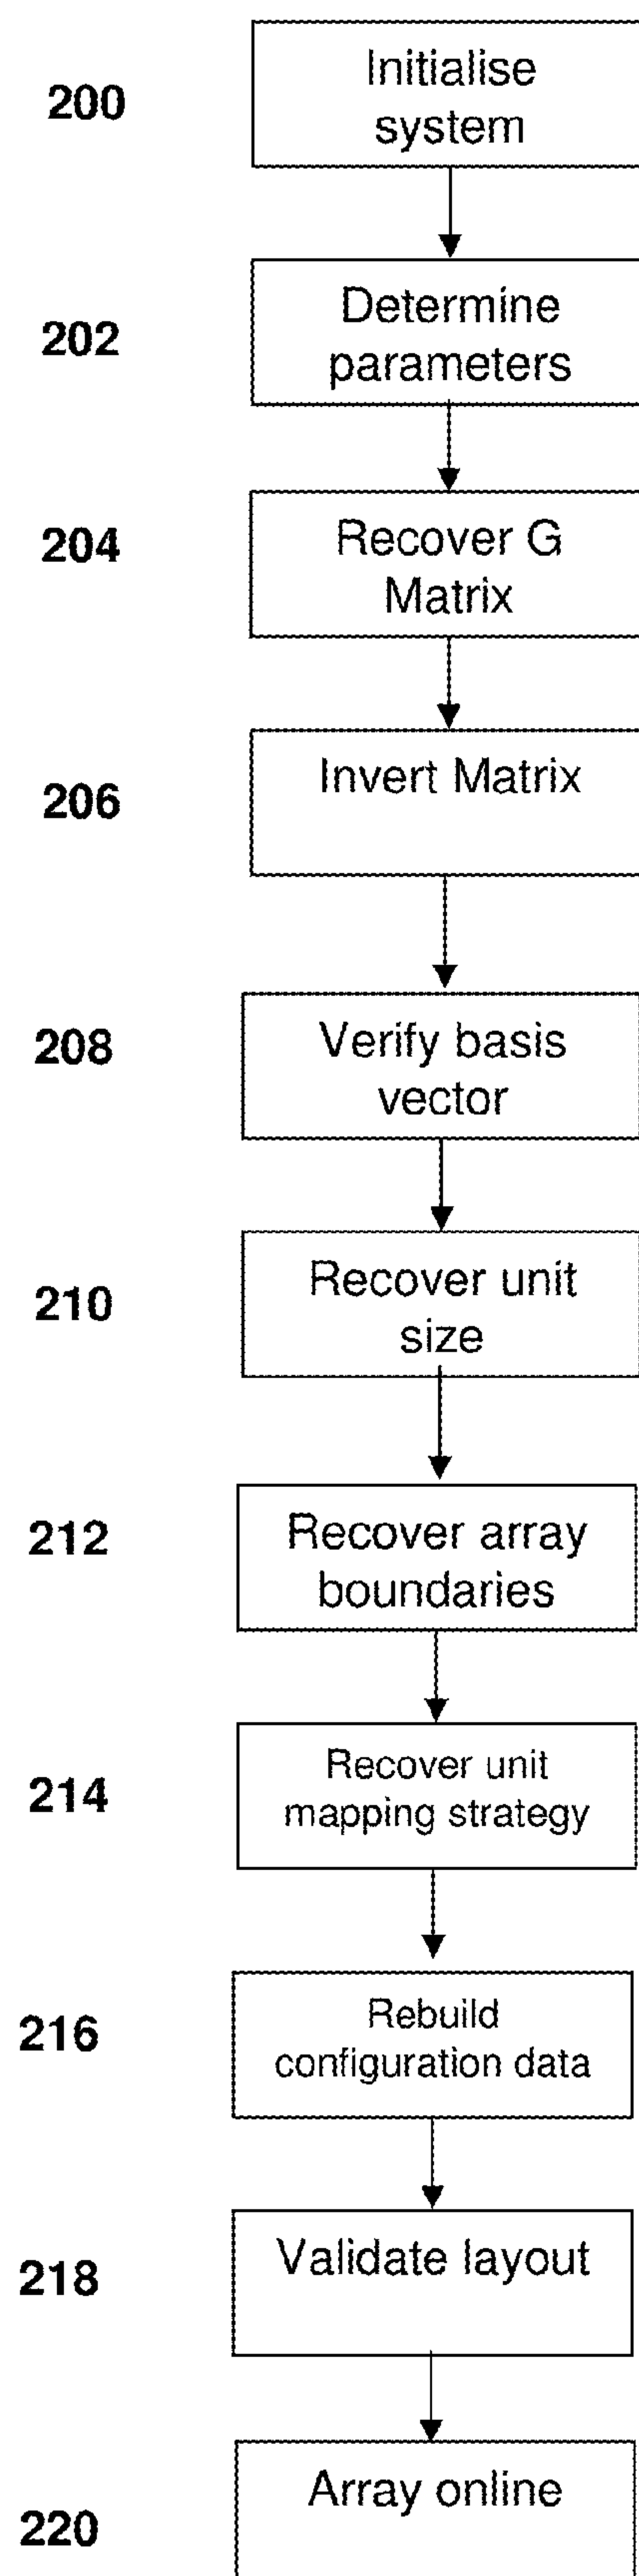 200
Initialise
system
202
Determine
parameters
204
Recover G
Matrix
206
Invert Matrix
208
Verify basis
vector
210
Recover unit
size
212
Recover array
boundaries
214
Recover unit
mapping strategy
216
Rebuild
configuration data
218
Validate layout
220
Array online